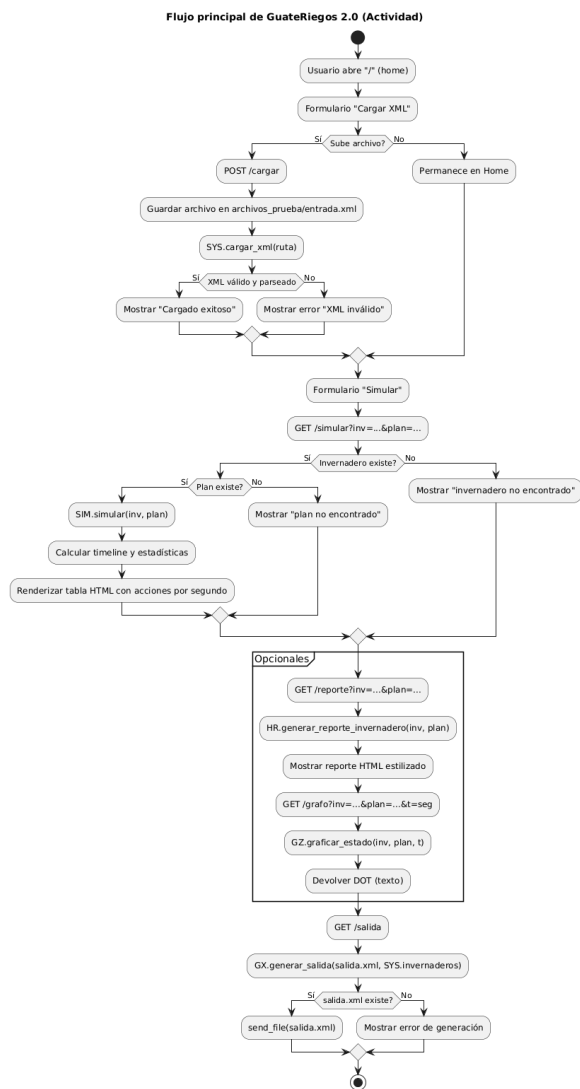 Flujo principal de GuateRiegos 2.0 (Actividad)
Usuario abre "/" (home)
Formulario "Cargar XML"
Sí
Sube archivo?
No
POST /cargar
Permanece en Home
Guardar archivo en archivos_prueba/entrada.xml
SYS.cargar_xml(ruta)
Sí
XML válido y parseado
No
Mostrar "Cargado exitoso"
Mostrar error "XML inválido"
Formulario "Simular"
GET /simular?inv=...&plan=...
Sí
Invernadero existe?
No
Sí
Plan existe?
No
Mostrar "invernadero no encontrado"
SIM.simular(inv, plan)
Mostrar "plan no encontrado"
Calcular timeline y estadísticas
Renderizar tabla HTML con acciones por segundo
Opcionales
GET /reporte?inv=...&plan=...
HR.generar_reporte_invernadero(inv, plan)
Mostrar reporte HTML estilizado
GET /grafo?inv=...&plan=...&t=seg
GZ.graficar_estado(inv, plan, t)
Devolver DOT (texto)
GET /salida
GX.generar_salida(salida.xml, SYS.invernaderos)
Sí
salida.xml existe?
No
send_file(salida.xml)
Mostrar error de generación